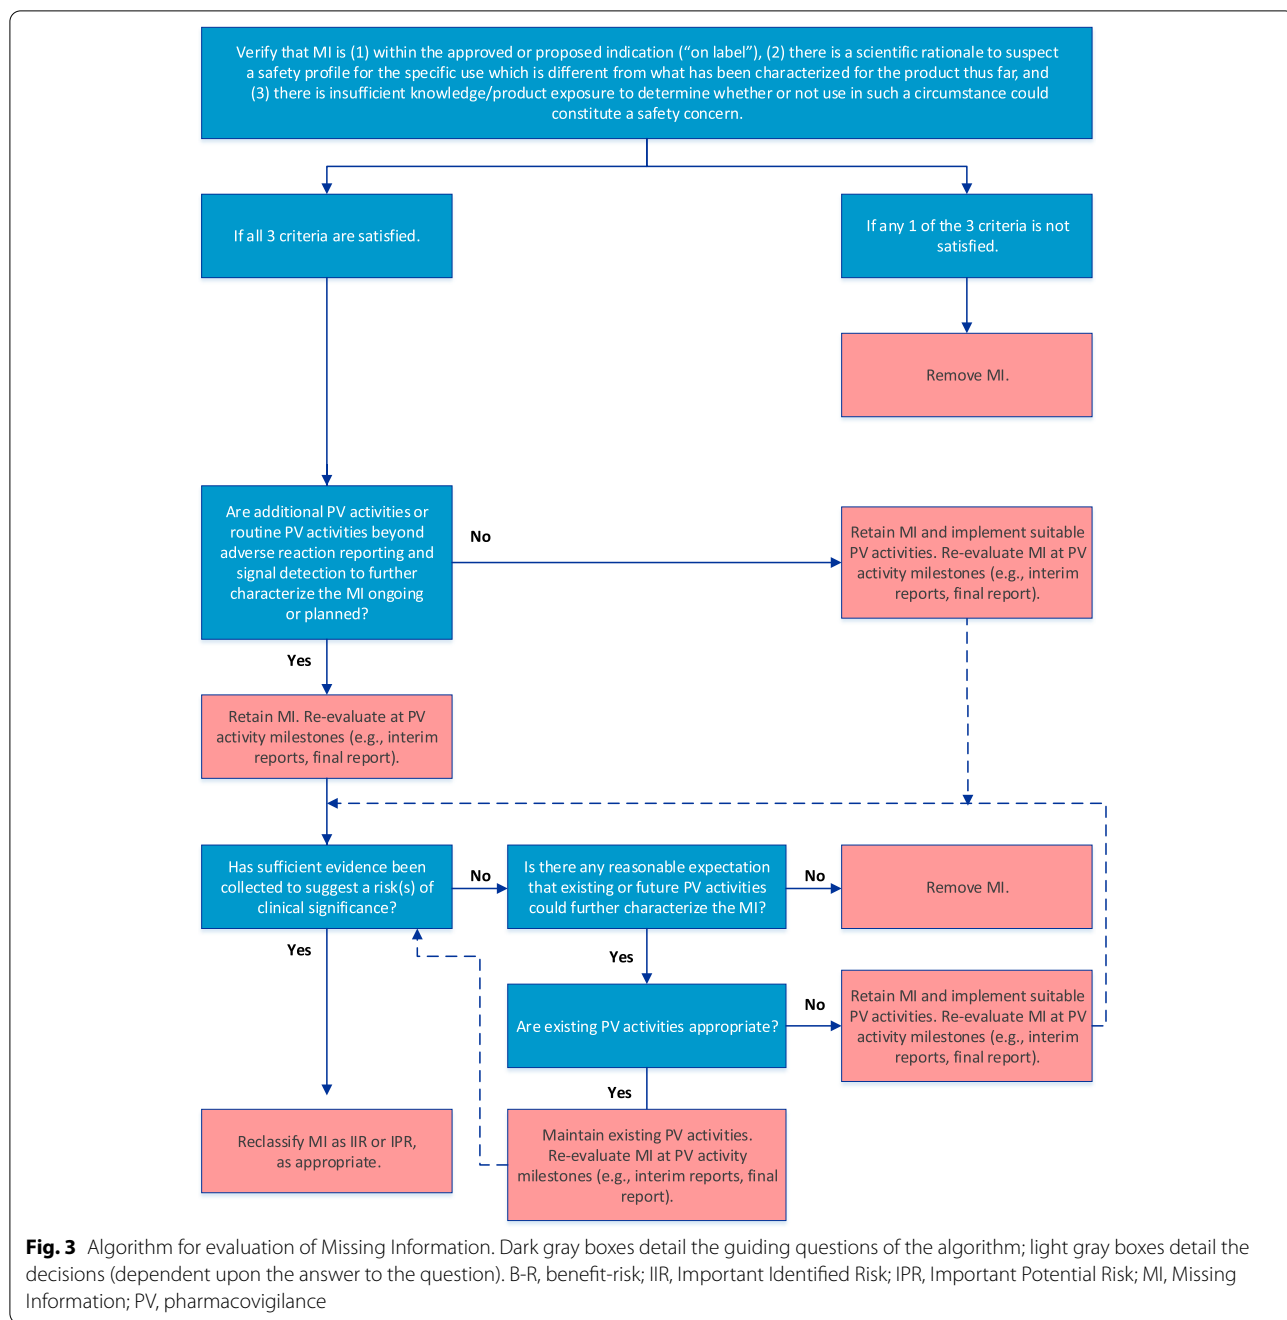 Verify that MI is (1) within the approved or proposed indication (“on label”), (2) there is a scientific rationale to suspect
a safety profile for the specific use which is different from what has been characterized for the product thus far, and
(3) there is insufficient knowledge/product exposure to determine whether or not use in such a circumstance could
constitute a safety concern.
If all 3 criteria are satisfied.
If any 1 of the 3 criteria is not
satisfied.
Remove MI.
Are additional PV activities or
routine PV activities beyond
adverse reaction reporting and
signal detection to further
characterize the MI ongoing
or planned?
No
Retain MI and implement suitable
PV activities. Re-evaluate MI at PV
activity milestones (e.g., interim
reports, final report).
Yes
Retain MI. Re-evaluate at PV
activity milestones (e.g., interim
reports, final report).
Has sufficient evidence been
collected to suggest a risk(s) of
clinical significance?
No
Is there any reasonable expectation
that existing or future PV activities
could further characterize the MI?
No
Remove MI.
Yes
Yes
Are existing PV activities appropriate?
No
Retain MI and implement suitable
PV activities. Re-evaluate MI at PV
activity milestones (e.g., interim
reports, final report).
Yes
Reclassify MI as IIR or IPR,
as appropriate.
Maintain existing PV activities.
Re-evaluate MI at PV activity
milestones (e.g., interim reports, final
report).
Fig. 3 Algorithm for evaluation of Missing Information. Dark gray boxes detail the guiding questions of the algorithm; light gray boxes detail the
decisions (dependent upon the answer to the question). B-R, benefit-risk; IIR, Important Identified Risk; IPR, Important Potential Risk; MI, Missing
Information; PV, pharmacovigilance